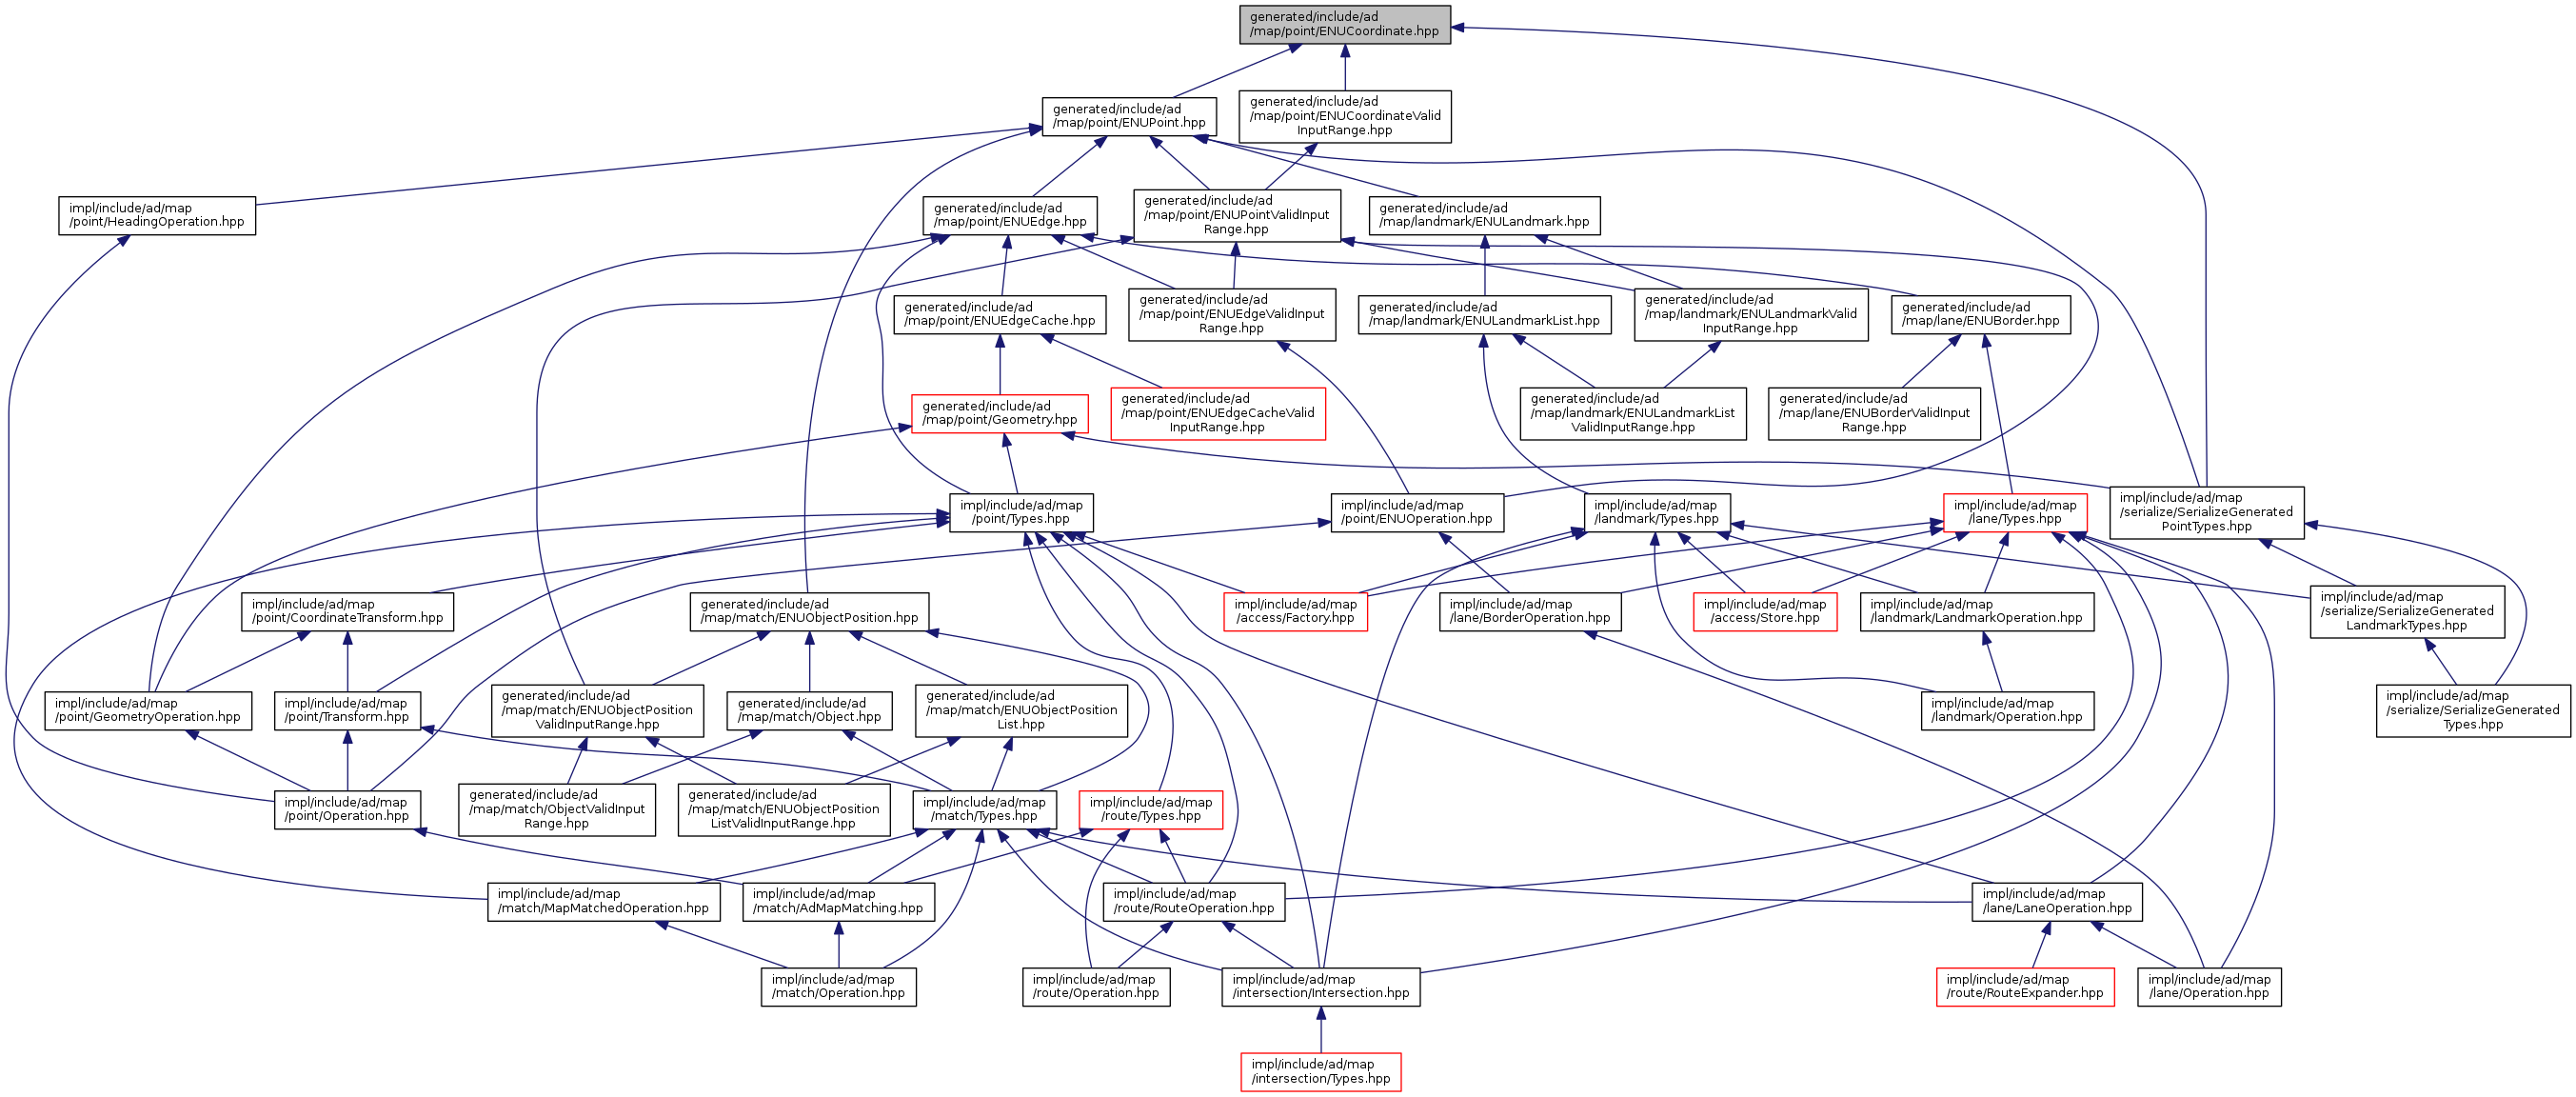 generated/include/ad
/map/point/ENUCoordinate.hpp
generated/include/ad
/map/point/ENUPoint.hpp
generated/include/ad
/map/point/ENUCoordinateValid
InputRange.hpp
impl/include/ad/map
/point/HeadingOperation.hpp
generated/include/ad
/map/point/ENUEdge.hpp
generated/include/ad
/map/point/ENUPointValidInput
Range.hpp
generated/include/ad
/map/landmark/ENULandmark.hpp
generated/include/ad
/map/point/ENUEdgeCache.hpp
generated/include/ad
/map/point/ENUEdgeValidInput
Range.hpp
generated/include/ad
/map/landmark/ENULandmarkList.hpp
generated/include/ad
/map/landmark/ENULandmarkValid
InputRange.hpp
generated/include/ad
/map/lane/ENUBorder.hpp
generated/include/ad
/map/point/Geometry.hpp
generated/include/ad
/map/point/ENUEdgeCacheValid
InputRange.hpp
generated/include/ad
/map/landmark/ENULandmarkList
ValidInputRange.hpp
generated/include/ad
/map/lane/ENUBorderValidInput
Range.hpp
impl/include/ad/map
/point/Types.hpp
impl/include/ad/map
/point/ENUOperation.hpp
impl/include/ad/map
/landmark/Types.hpp
impl/include/ad/map
/lane/Types.hpp
impl/include/ad/map
/serialize/SerializeGenerated
PointTypes.hpp
impl/include/ad/map
/point/CoordinateTransform.hpp
generated/include/ad
/map/match/ENUObjectPosition.hpp
impl/include/ad/map
/access/Factory.hpp
impl/include/ad/map
/lane/BorderOperation.hpp
impl/include/ad/map
/access/Store.hpp
impl/include/ad/map
/landmark/LandmarkOperation.hpp
impl/include/ad/map
/serialize/SerializeGenerated
LandmarkTypes.hpp
impl/include/ad/map
/point/GeometryOperation.hpp
impl/include/ad/map
/point/Transform.hpp
generated/include/ad
/map/match/ENUObjectPosition
ValidInputRange.hpp
generated/include/ad
/map/match/Object.hpp
generated/include/ad
/map/match/ENUObjectPosition
List.hpp
impl/include/ad/map
/landmark/Operation.hpp
impl/include/ad/map
/serialize/SerializeGenerated
Types.hpp
impl/include/ad/map
/point/Operation.hpp
generated/include/ad
/map/match/ObjectValidInput
Range.hpp
generated/include/ad
/map/match/ENUObjectPosition
ListValidInputRange.hpp
impl/include/ad/map
/match/Types.hpp
impl/include/ad/map
/route/Types.hpp
impl/include/ad/map
/match/MapMatchedOperation.hpp
impl/include/ad/map
/match/AdMapMatching.hpp
impl/include/ad/map
/route/RouteOperation.hpp
impl/include/ad/map
/lane/LaneOperation.hpp
impl/include/ad/map
/match/Operation.hpp
impl/include/ad/map
/route/Operation.hpp
impl/include/ad/map
/intersection/Intersection.hpp
impl/include/ad/map
/route/RouteExpander.hpp
impl/include/ad/map
/lane/Operation.hpp
impl/include/ad/map
/intersection/Types.hpp